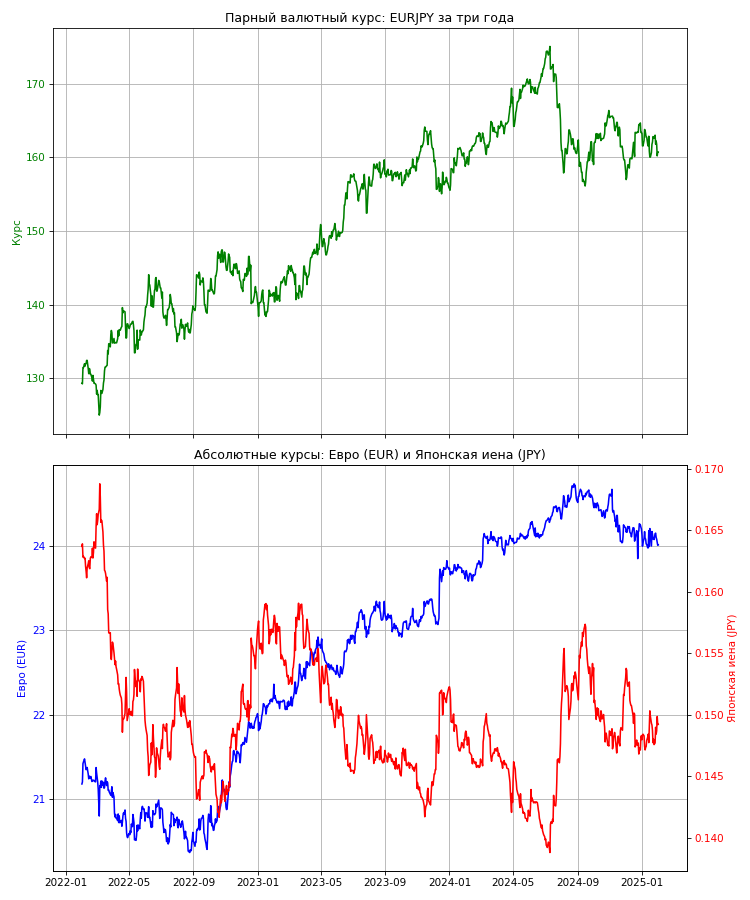 Парный валютный курс: EURJPY за три года
170
160
150
140
130
Курс
Абсолютные курсы: Евро (EUR) и Японская иена (JPY)
24
23
22
21
Евро (EUR)
0.170
0.165
0.160
0.155
0.150
0.145
0.140
Японская иена (JPY)
2022-01 2022-05 2022-09 2023-01 2023-05 2023-09 2024-01 2024-05 2024-09 2025-01